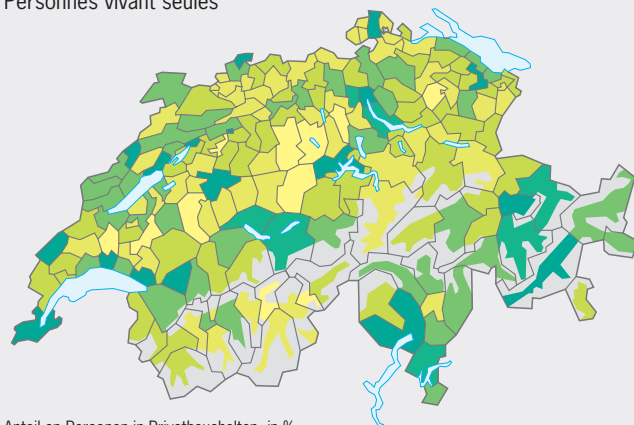 Personnes vivant seules
Anteil an Personen in Privathaushalten, in %